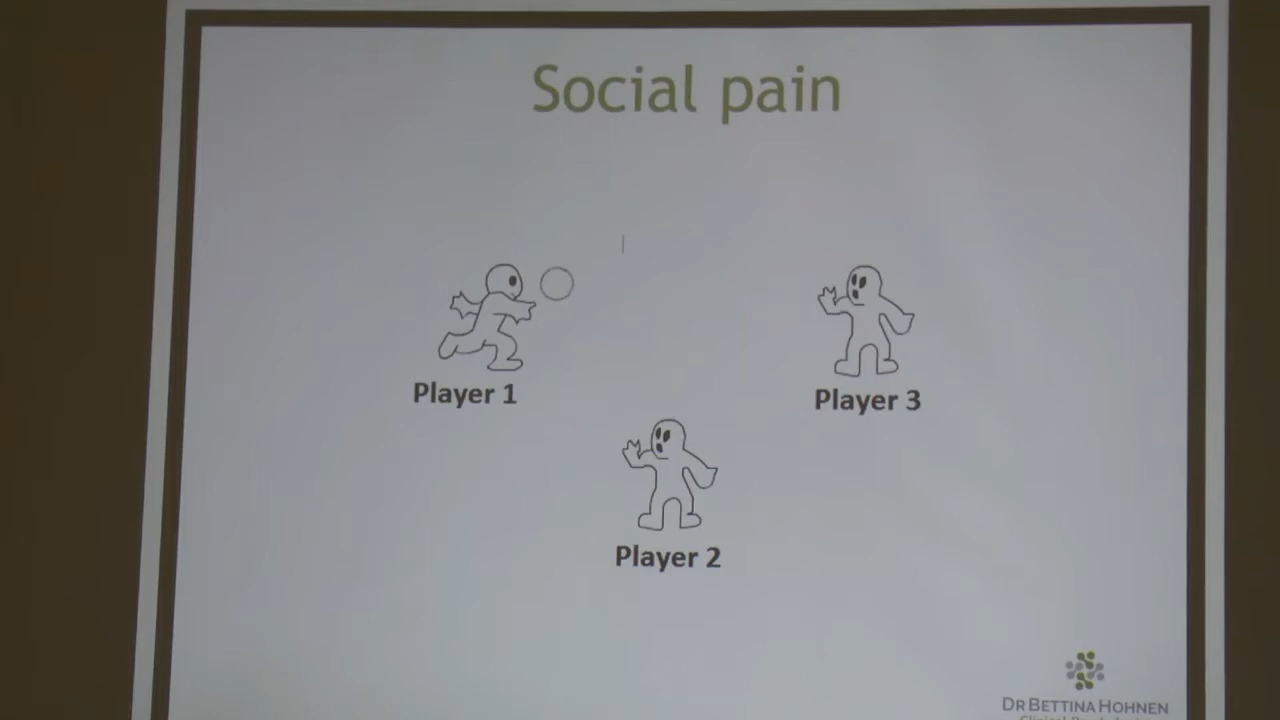 Social pain
Player 1
Player 3
Player 2
DR BETTINA HOHNEN